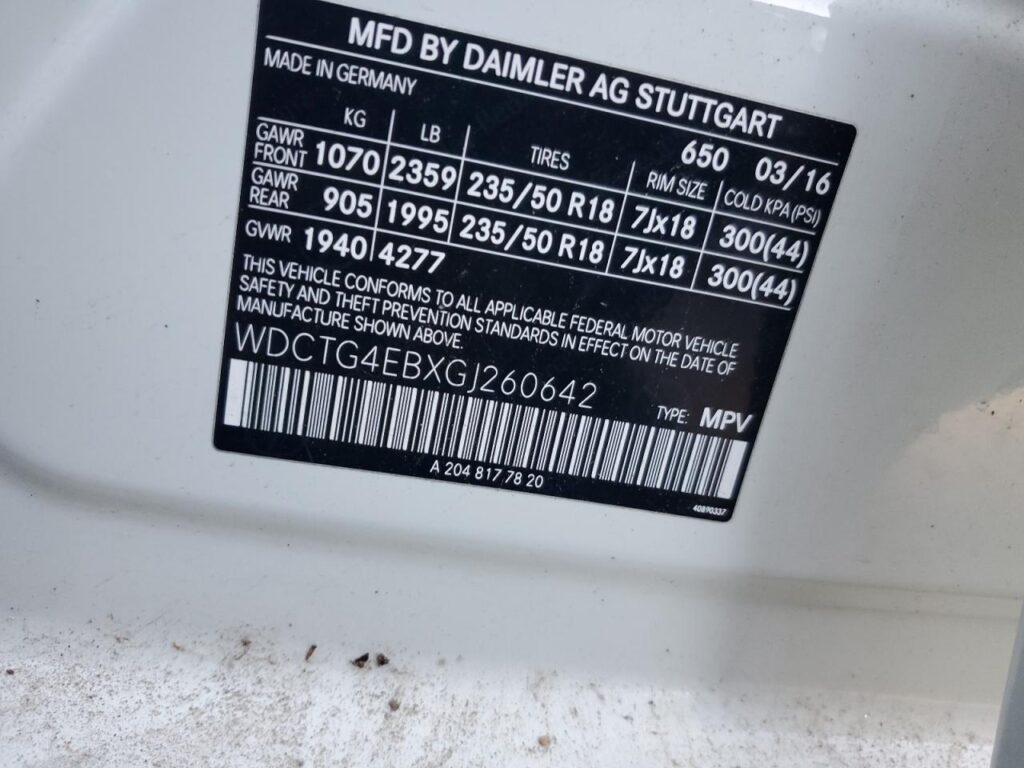 MFD BY DAIMLER AG STUTTGART
MADE IN GERMANY 650 03/16
KG LB TIRES RIM SIZE COLD KPA (PSI)
GAWR FRONT 1070 2359 235/50 R18 7Jx18 300(44)
GAWR REAR 905 1995 235/50 R18 7Jx18 300(44)
GVWR 1940 4277
THIS VEHICLE CONFORMS TO ALL APPLICABLE FEDERAL MOTOR VEHICLE
SAFETY AND THEFT PREVENTION STANDARDS IN EFFECT ON THE DATE OF
MANUFACTURE SHOWN ABOVE.
WDCTG4EBXGJ260642
TYPE: MPV
A 204 817 78 20
40890337